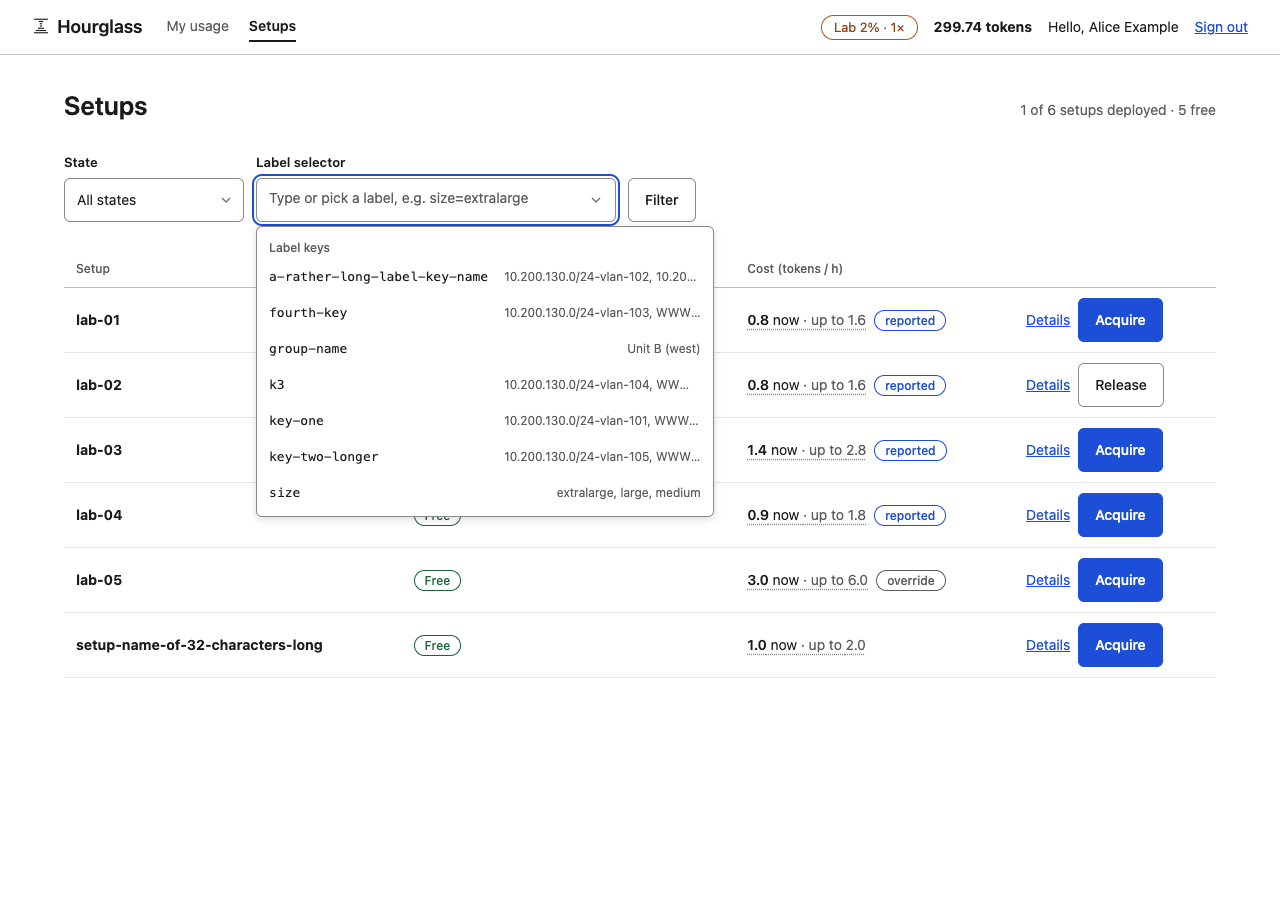 Hourglass My usage Setups Lab 2% · 1× 299.74 tokens Hello, Alice Example Sign out
Setups 1 of 6 setups deployed · 5 free
State Label selector
All states Type or pick a label, e.g. size=extralarge Filter
Label keys
Setup Cost (tokens / h)
a-rather-long-label-key-name 10.200.130.0/24-vlan-102, 10.20...
fourth-key 10.200.130.0/24-vlan-103, WWW...
lab-01 0.8 now · up to 1.6 reported Details Acquire
group-name Unit B (west)
k3 10.200.130.0/24-vlan-104, WW...
lab-02 0.8 now · up to 1.6 reported Details Release
key-one 10.200.130.0/24-vlan-101, WWW...
lab-03 1.4 now · up to 2.8 reported Details Acquire
key-two-longer 10.200.130.0/24-vlan-105, WWW...
size extralarge, large, medium
lab-04 Free 0.9 now · up to 1.8 reported Details Acquire
lab-05 Free 3.0 now · up to 6.0 override Details Acquire
setup-name-of-32-characters-long Free 1.0 now · up to 2.0 Details Acquire